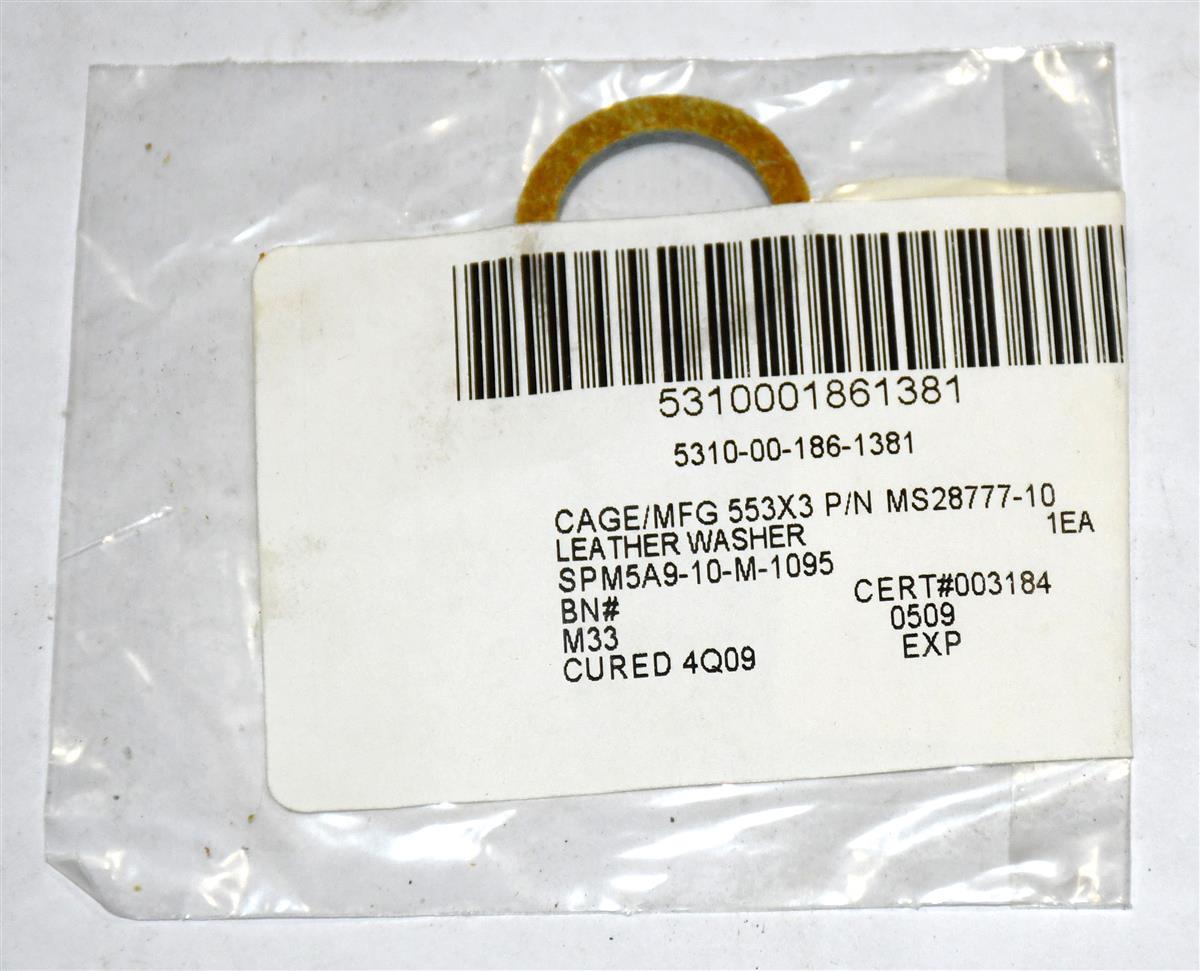 5310001861381
5310-00-186-1381
CAGE/MFG 553X3 P/N MS28777-10
LEATHER WASHER 1EA
SPM5A9-10-M-1095
BN# CERT#003184
M33 0509
CURED 4Q09 EXP